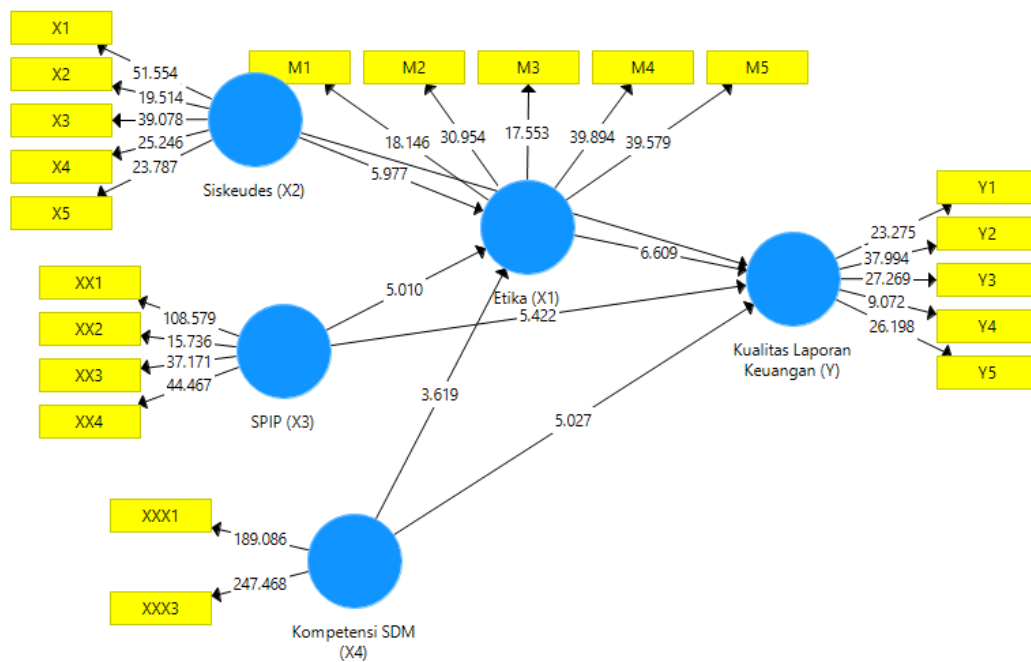 X1
X2
X3
X4
X5
51.554
19.514
39.078
25.246
23.787
Siskeudes (X2)
M1
M2
M3
M4
M5
18.146
30.954
17.553
39.894
39.579
5.977
Etika (X1)
6.609
5.010
5.422
3.619
5.027
XX1
XX2
XX3
XX4
108.579
15.736
37.171
44.467
SPIP (X3)
XXX1
XXX3
189.086
247.468
Kompetensi SDM
(X4)
Kualitas Laporan
Keuangan (Y)
23.275
37.994
27.269
9.072
26.198
Y1
Y2
Y3
Y4
Y5